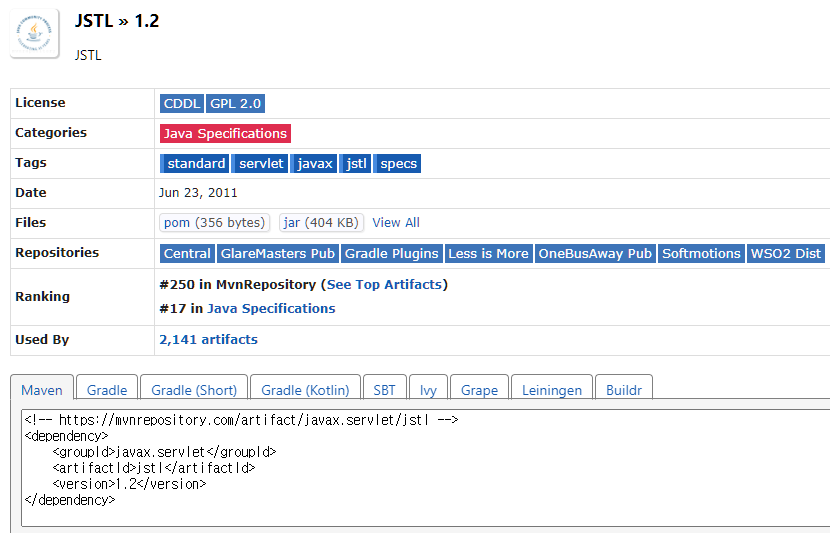 JSTL » 1.2
JSTL
License CDDL GPL 2.0
Categories Java Specifications
Tags standard servlet javax jstl specs
Date Jun 23, 2011
Files pom (356 bytes) jar (404 KB) View All
Repositories Central GlareMasters Pub Gradle Plugins Less is More OneBusAway Pub Softmotions WSO2 Dist
Ranking #250 in MvnRepository (See Top Artifacts)
#17 in Java Specifications
Used By 2,141 artifacts
Maven Gradle Gradle (Short) Gradle (Kotlin) SBT Ivy Grape Leiningen Buildr
<!-- https://mvnrepository.com/artifact/javax.servlet/jstl -->
<dependency>
    <groupId>javax.servlet</groupId>
    <artifactId>jstl</artifactId>
    <version>1.2</version>
</dependency>